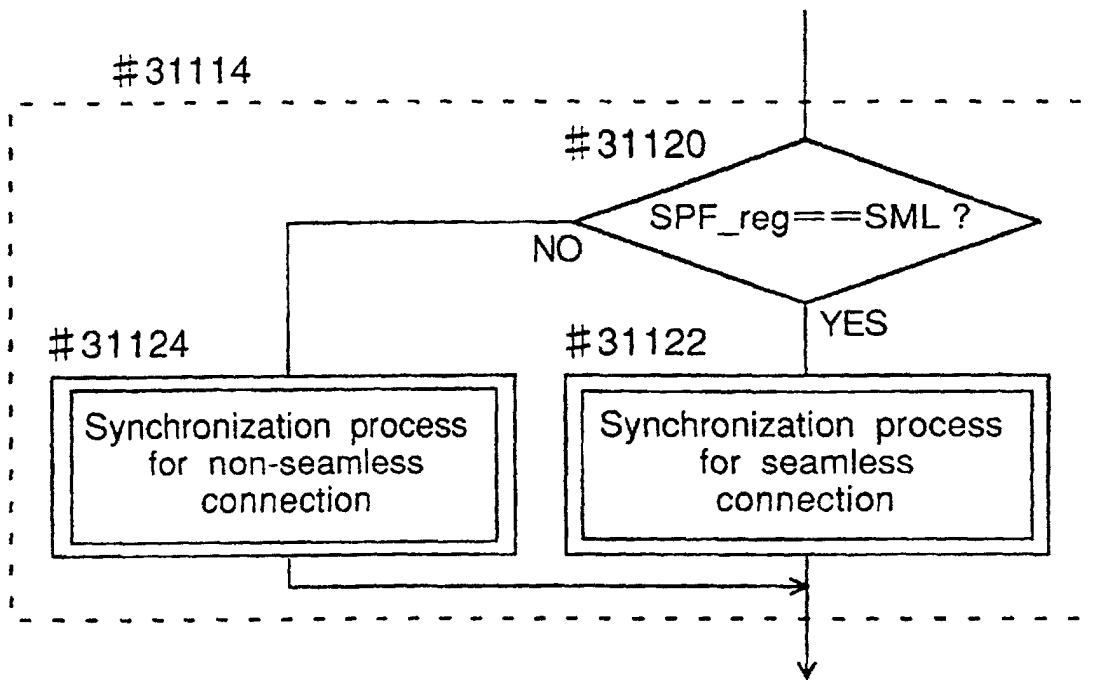 #31114
#31120
SPF_reg==SML ?
NO
YES
#31124
#31122
Synchronization process
for non-seamless
connection
Synchronization process
for seamless
connection